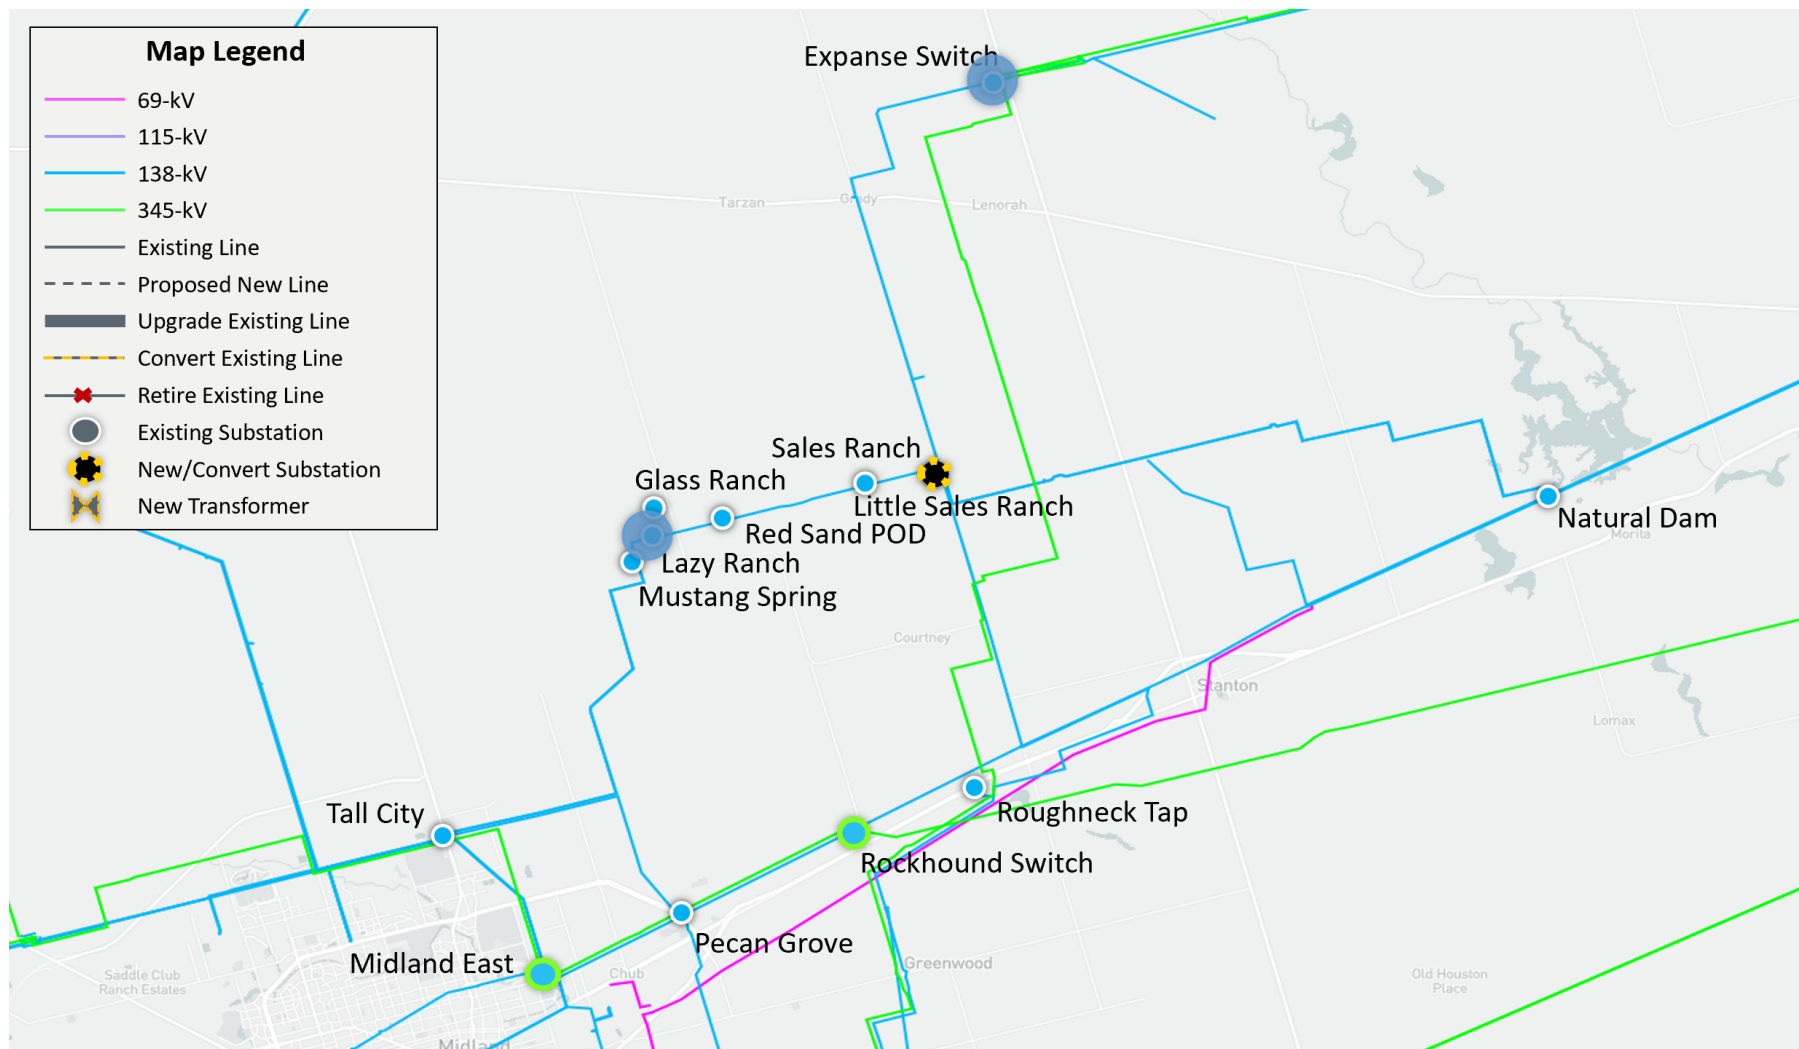 Map Legend
69-kV
115-kV
138-kV
345-kV
Existing Line
Proposed New Line
Upgrade Existing Line
Convert Existing Line
Retire Existing Line
Existing Substation
New/Convert Substation
New Transformer
Expanse Switch
Tarzan
Grady
Lenorah
Sales Ranch
Glass Ranch
Little Sales Ranch
Red Sand POD
Natural Dam
Morita
Lazy Ranch
Mustang Spring
Courtney
Stanton
Lomax
Tall City
Roughneck Tap
Rockhound Switch
Pecan Grove
Midland East
Chub
Greenwood
Saddle Club
Ranch Estates
Old Houston
Place
Midland